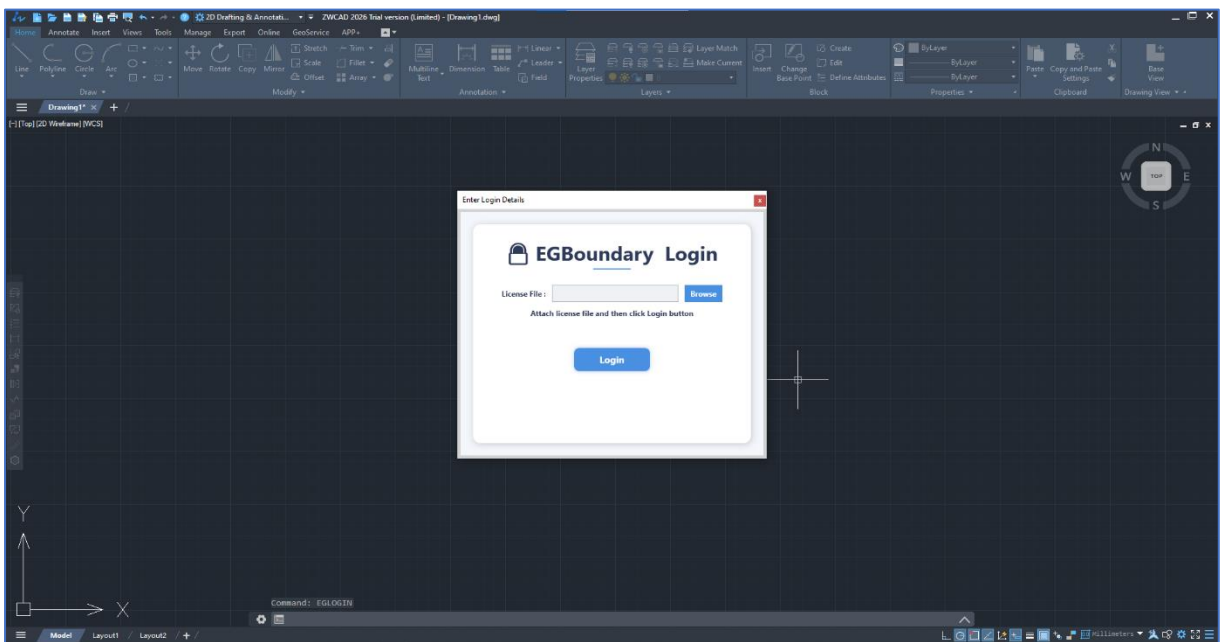 2D Drafting & Annotati... ZWCAD 2026 Trial version (Limited) - [Drawing1.dwg]
Home Annotate Insert Views Tools Manage Export Online GeoService APP+
Stretch Trim Linear Layer Match Create ByLayer
Line Polyline Circle Arc Move Rotate Copy Mirror Scale Fillet Multiline Text Dimension Table Leader Layer Properties Make Current Insert Change Base Point Edit ByLayer Paste Copy and Paste Settings Base View
Offset Array Field Define Attributes ByLayer
Draw Modify Annotation Layers Block Properties Clipboard Drawing View
Drawing1*
[-] [Top] [2D Wireframe] [WCS]
N
W TOP E
S
Enter Login Details
EGBoundary Login
License File :
Browse
Attach license file and then click Login button
Login
Y
X
Command: EGLOGIN
Model Layout1 Layout2
Millimeters